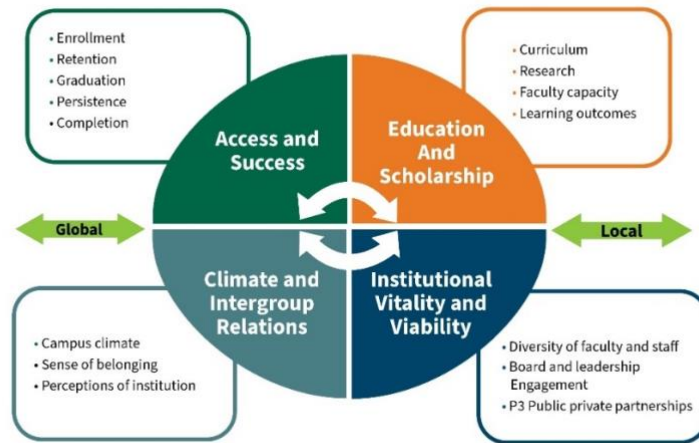 • Enrollment
• Retention
• Graduation
• Persistence
• Completion
• Curriculum
• Research
• Faculty capacity
• Learning outcomes
Access and
Success
Education
And
Scholarship
Global
Local
Climate and
Intergroup
Relations
Institutional
Vitality and
Viability
• Campus climate
• Sense of belonging
• Perceptions of institution
• Diversity of faculty and staff
• Board and leadership
Engagement
• P3 Public private partnerships